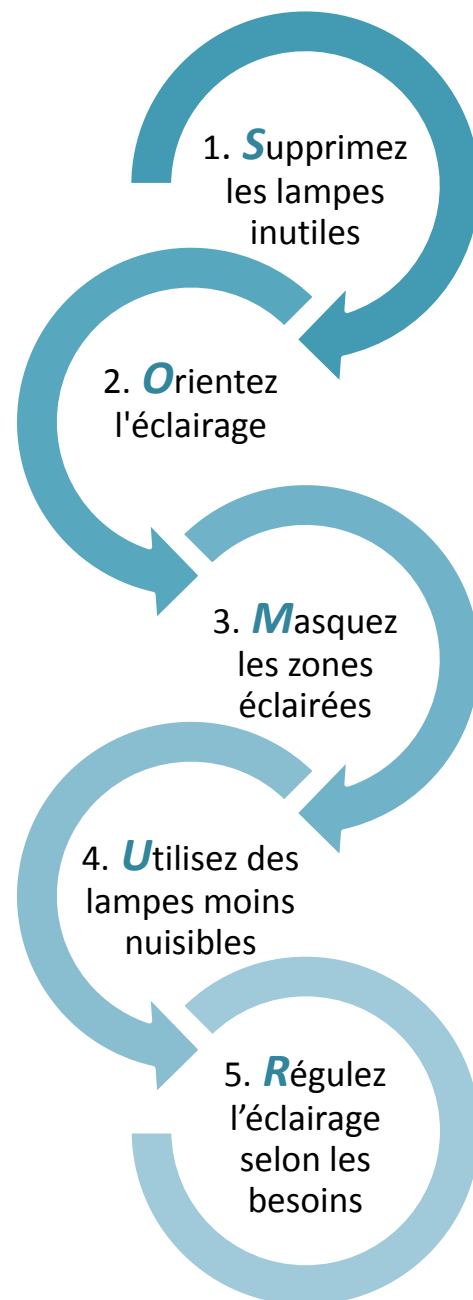 1. Supprimez
les lampes
inutiles
2. Orientez
l'éclairage
3. Masquez
les zones
éclairées
4. Utilisez des
lampes moins
nuisibles
5. Régulez
l’éclairage
selon les
besoins